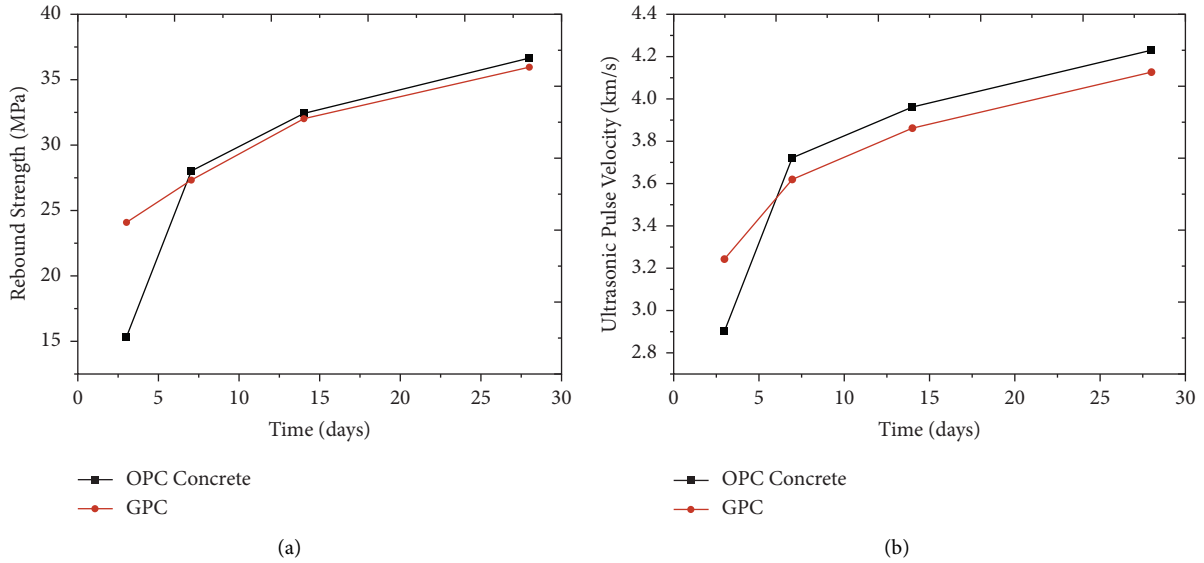 40
35
30
25
20
15
Rebound Strength (MPa)
0 5 10 15 20 25 30
Time (days)
OPC Concrete
GPC
(a)
4.4
4.2
4.0
3.8
3.6
3.4
3.2
3.0
2.8
Ultrasonic Pulse Velocity (km/s)
0 5 10 15 20 25 30
Time (days)
OPC Concrete
GPC
(b)